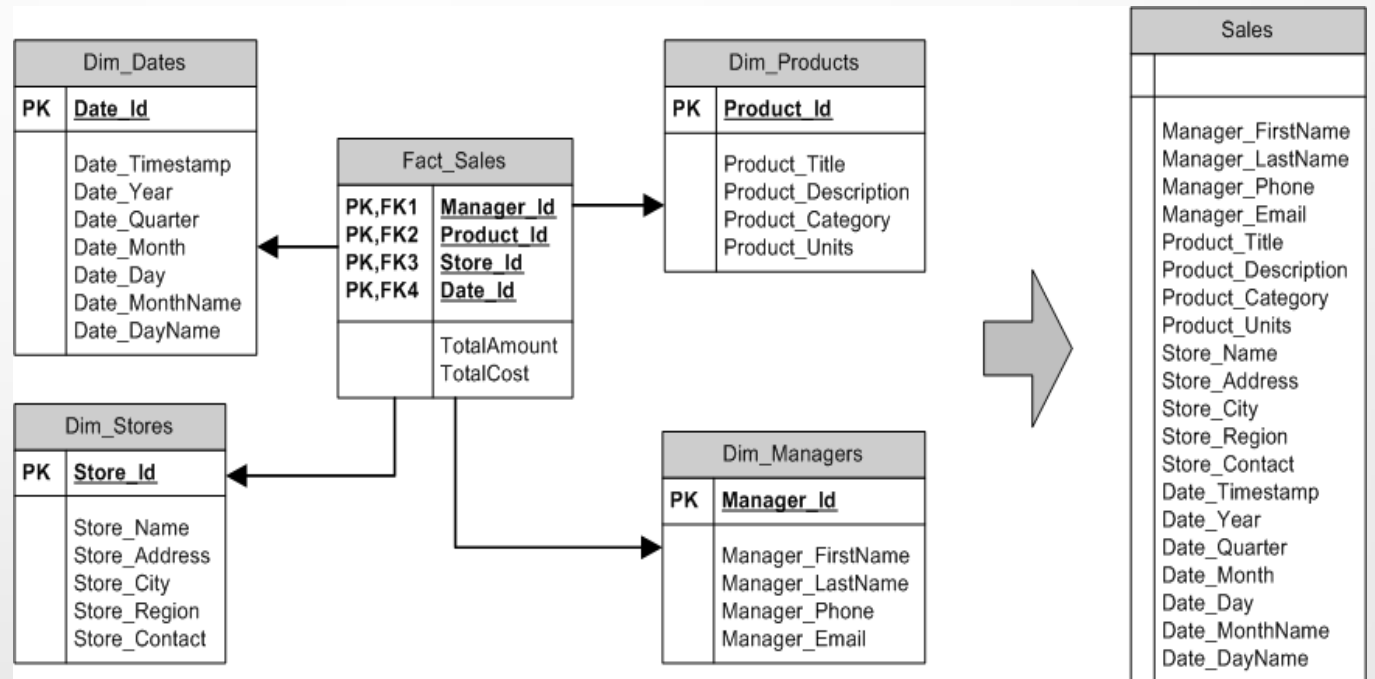 Dim_Dates
PK Date_Id
Date_Timestamp
Date_Year
Date_Quarter
Date_Month
Date_Day
Date_MonthName
Date_DayName
Fact_Sales
PK,FK1 Manager_Id
PK,FK2 Product_Id
PK,FK3 Store_Id
PK,FK4 Date_Id
TotalAmount
TotalCost
Dim_Products
PK Product_Id
Product_Title
Product_Description
Product_Category
Product_Units
Dim_Stores
PK Store_Id
Store_Name
Store_Address
Store_City
Store_Region
Store_Contact
Dim_Managers
PK Manager_Id
Manager_FirstName
Manager_LastName
Manager_Phone
Manager_Email
Sales
Manager_FirstName
Manager_LastName
Manager_Phone
Manager_Email
Product_Title
Product_Description
Product_Category
Product_Units
Store_Name
Store_Address
Store_City
Store_Region
Store_Contact
Date_Timestamp
Date_Year
Date_Quarter
Date_Month
Date_Day
Date_MonthName
Date_DayName